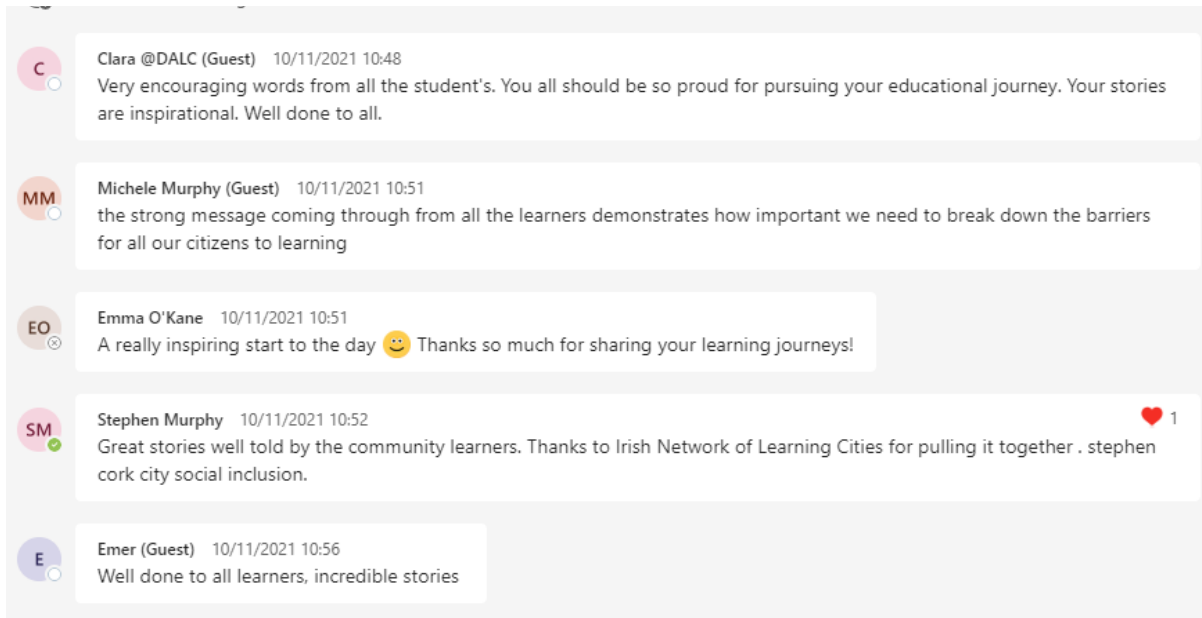 C
Clara @DALC (Guest) 10/11/2021 10:48
Very encouraging words from all the student's. You all should be so proud for pursuing your educational journey. Your stories
are inspirational. Well done to all.
MM
Michele Murphy (Guest) 10/11/2021 10:51
the strong message coming through from all the learners demonstrates how important we need to break down the barriers
for all our citizens to learning
EO
Emma O'Kane 10/11/2021 10:51
A really inspiring start to the day 🙂 Thanks so much for sharing your learning journeys!
SM
Stephen Murphy 10/11/2021 10:52
1
Great stories well told by the community learners. Thanks to Irish Network of Learning Cities for pulling it together . stephen
cork city social inclusion.
E
Emer (Guest) 10/11/2021 10:56
Well done to all learners, incredible stories